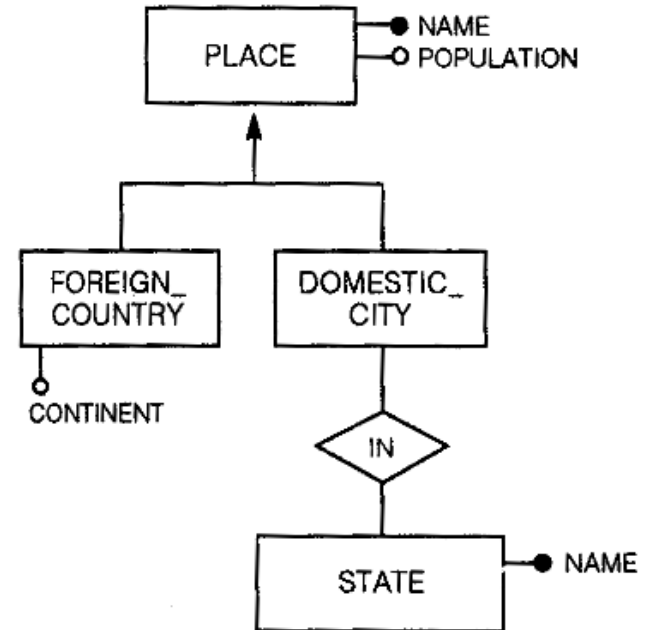 PLACE
NAME
POPULATION
FOREIGN_
COUNTRY
DOMESTIC_
CITY
CONTINENT
IN
STATE
NAME